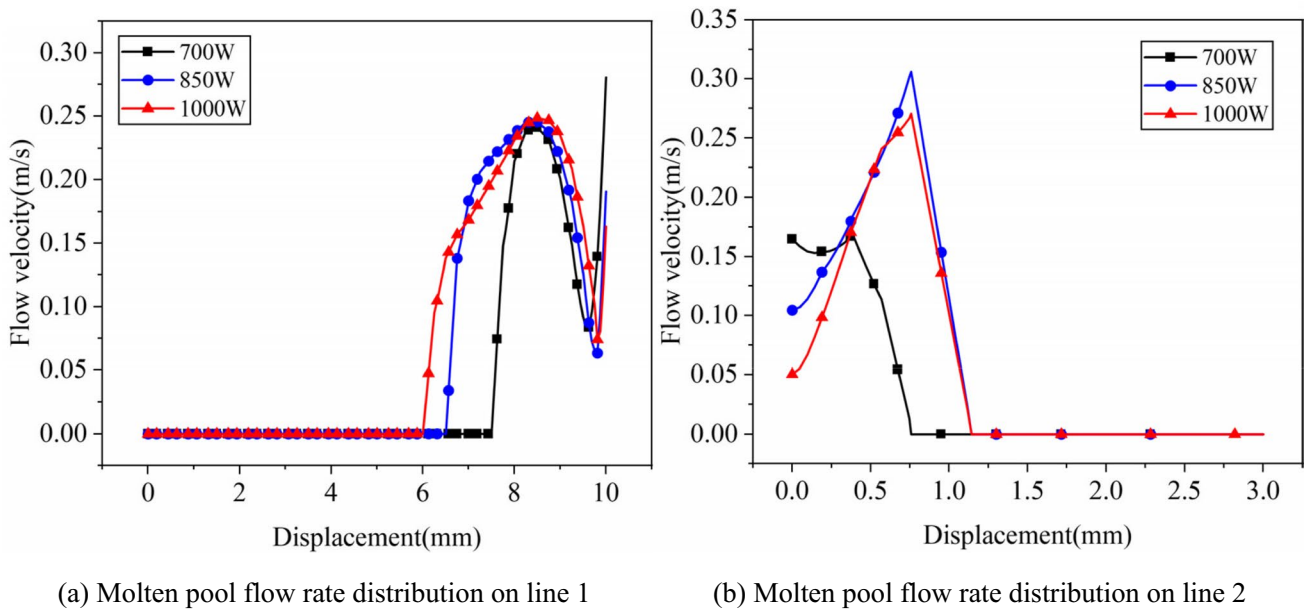 0.30
0.25
0.20
0.15
0.10
0.05
0.00
Flow velocity(m/s)
700W
850W
1000W
0 2 4 6 8 10
Displacement(mm)
(a) Molten pool flow rate distribution on line 1
0.35
0.30
0.25
0.20
0.15
0.10
0.05
0.00
Flow velocity(m/s)
700W
850W
1000W
0.0 0.5 1.0 1.5 2.0 2.5 3.0
Displacement(mm)
(b) Molten pool flow rate distribution on line 2